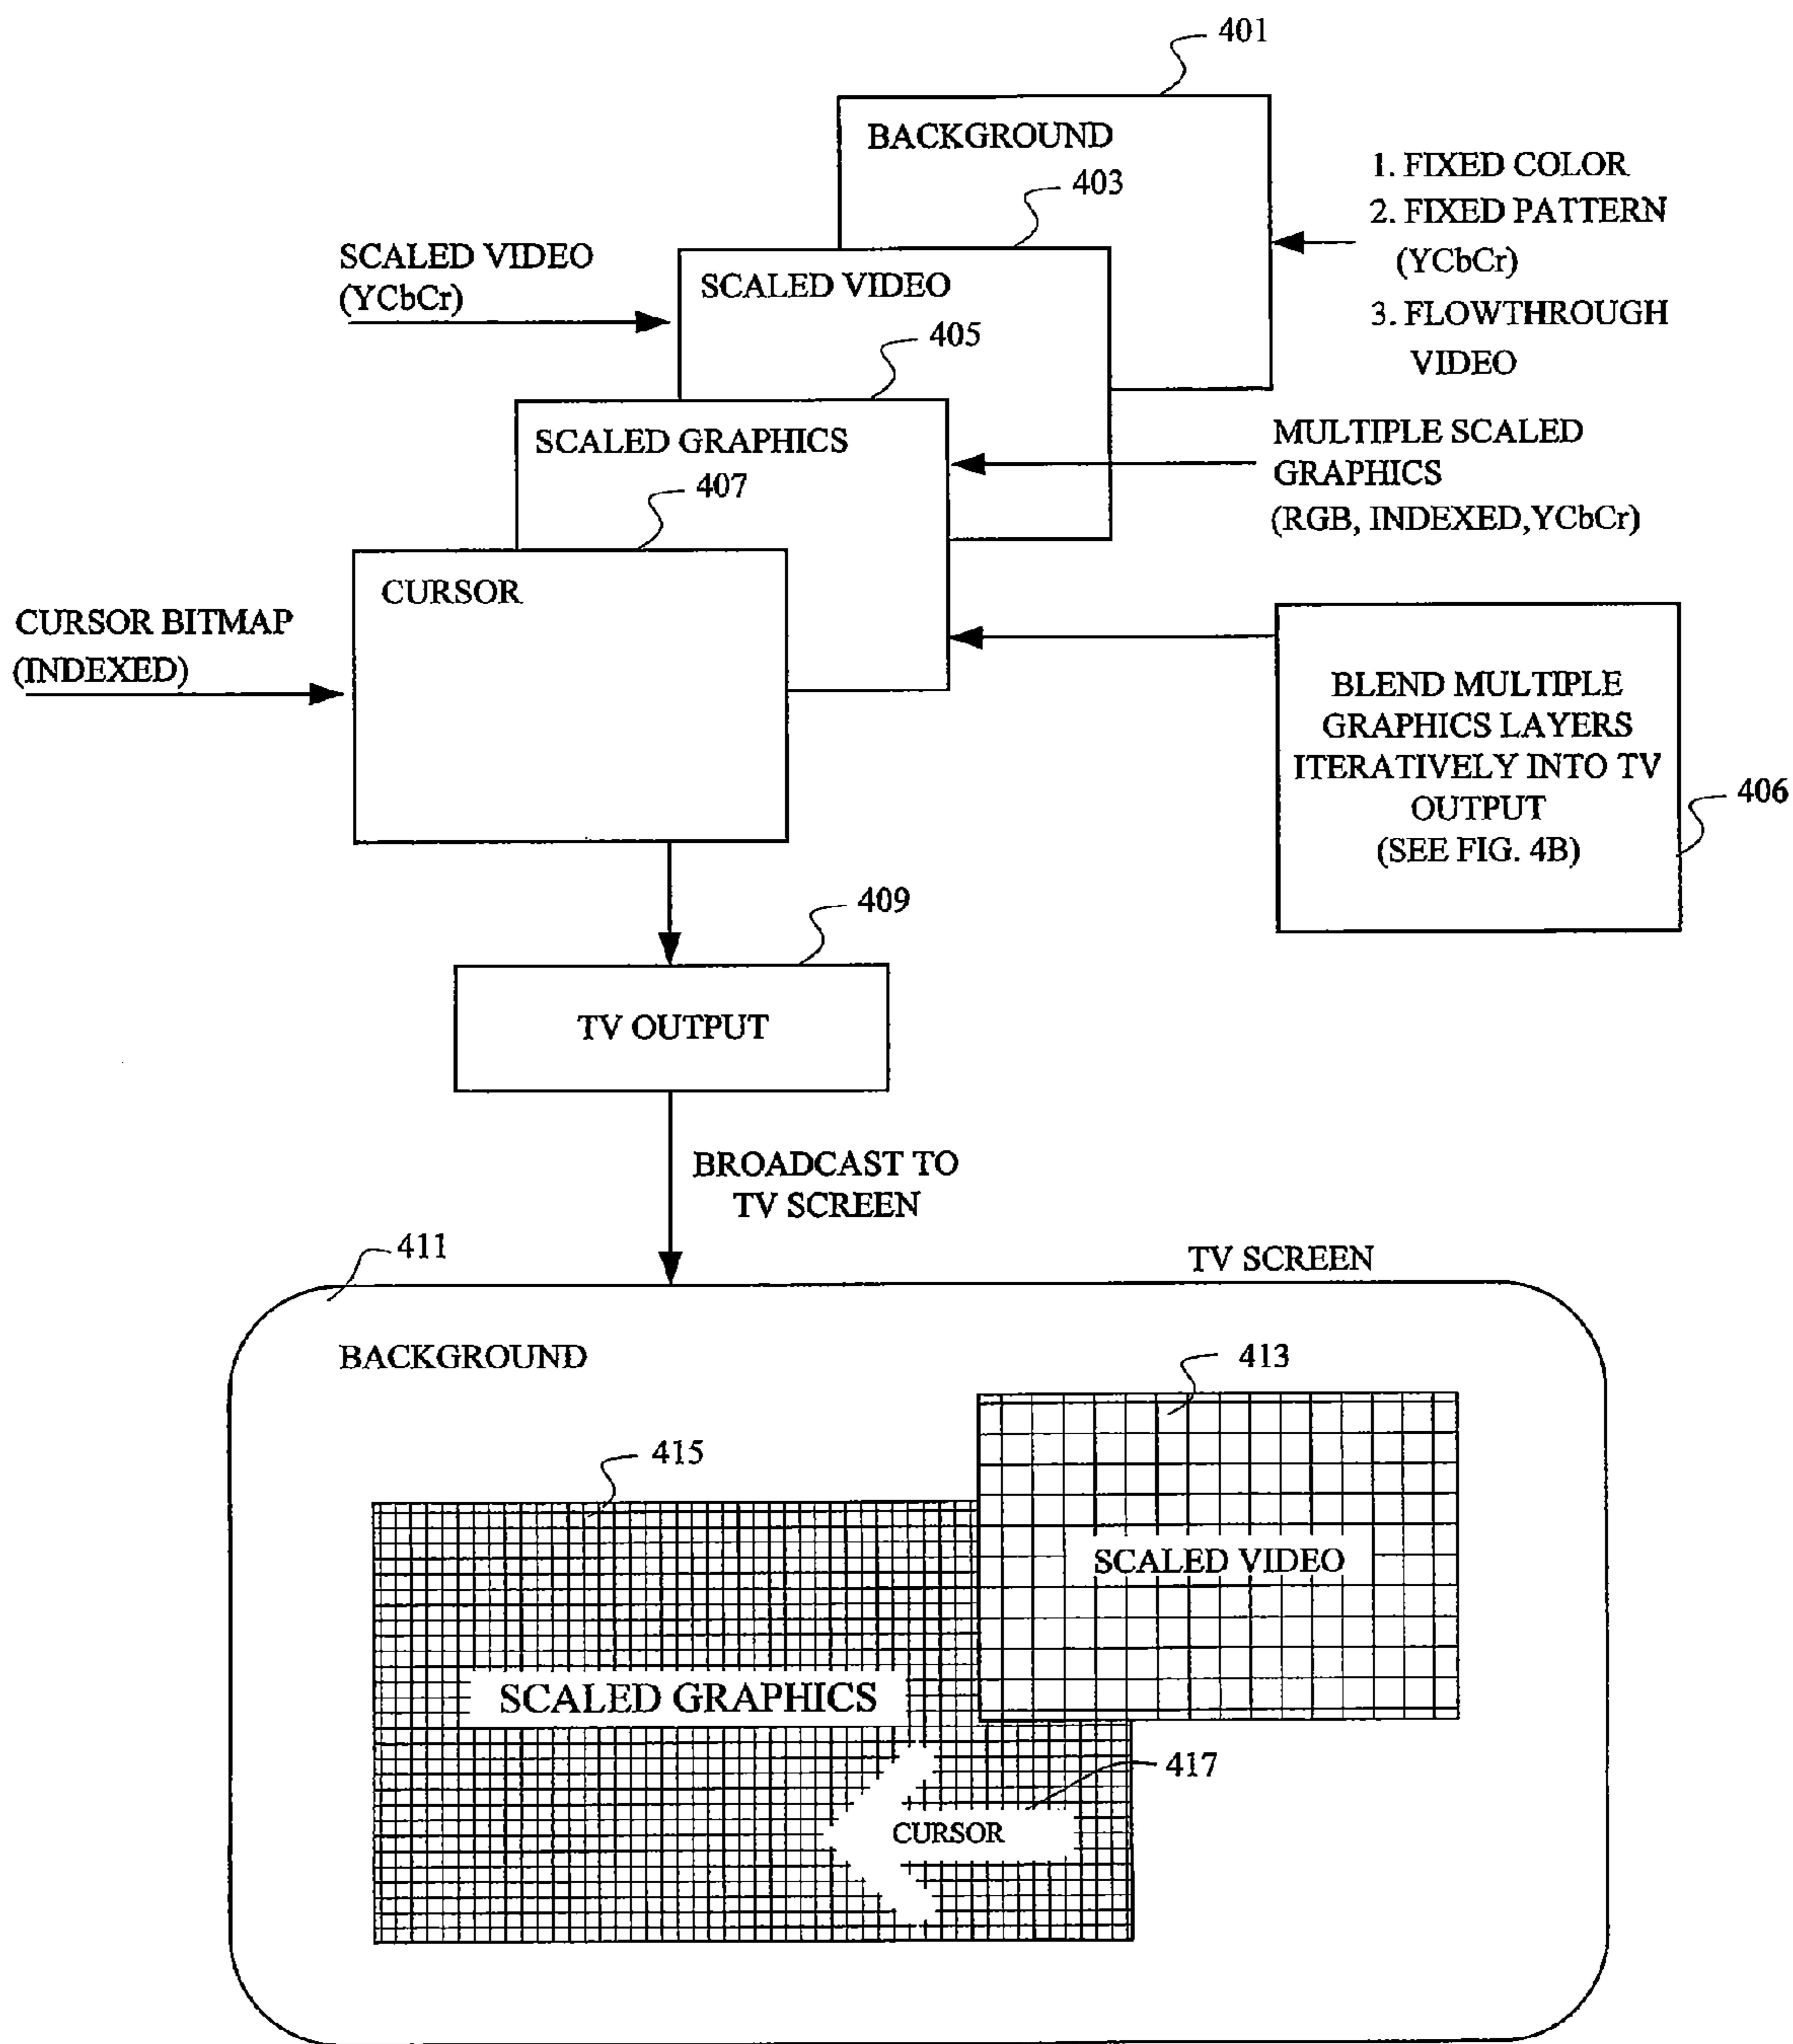 401
BACKGROUND
1. FIXED COLOR
2. FIXED PATTERN
(YCbCr)
3. FLOWTHROUGH
VIDEO
403
SCALED VIDEO
(YCbCr)
SCALED VIDEO
405
SCALED GRAPHICS
MULTIPLE SCALED
GRAPHICS
(RGB, INDEXED,YCbCr)
407
CURSOR
CURSOR BITMAP
(INDEXED)
BLEND MULTIPLE
GRAPHICS LAYERS
ITERATIVELY INTO TV
OUTPUT
(SEE FIG. 4B)
406
409
TV OUTPUT
BROADCAST TO
TV SCREEN
411
TV SCREEN
BACKGROUND
413
415
SCALED VIDEO
SCALED GRAPHICS
417
CURSOR